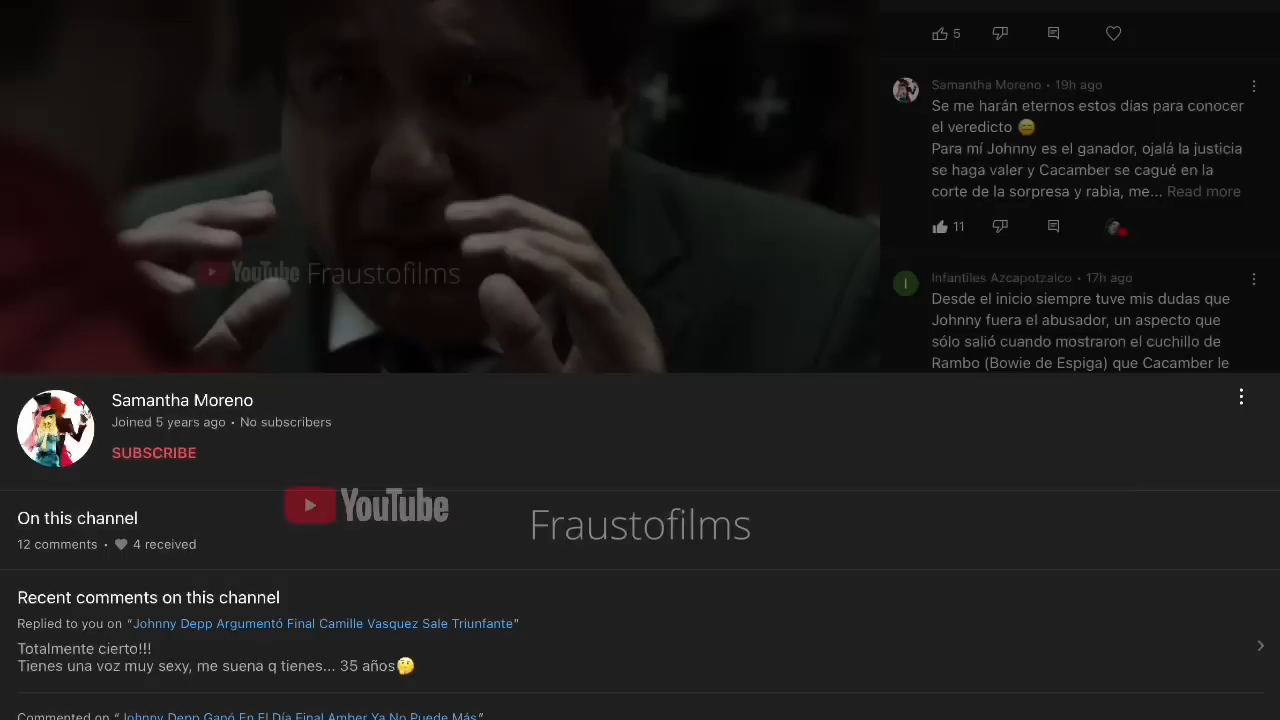 5
Samantha Moreno • 19h ago
Se me harán eternos estos días para conocer
el veredicto 😑
Para mí Johnny es el ganador, ojalá la justicia
se haga valer y Cacamber se cagué en la
corte de la sorpresa y rabia, me... Read more
11
YouTube Fraustofilms
I
Infantiles Azcapotzalco • 17h ago
Desde el inicio siempre tuve mis dudas que
Johnny fuera el abusador, un aspecto que
sólo salió cuando mostraron el cuchillo de
Rambo (Bowie de Espiga) que Cacamber le
Samantha Moreno
Joined 5 years ago • No subscribers
SUBSCRIBE
On this channel
12 comments • 4 received
YouTube
Fraustofilms
Recent comments on this channel
Replied to you on “Johnny Depp Argumentó Final Camille Vasquez Sale Triunfante”
Totalmente cierto!!!
Tienes una voz muy sexy, me suena q tienes... 35 años🤔
Commented on “Johnny Depp Ganó En El Día Final Amber Ya No Puede Más”